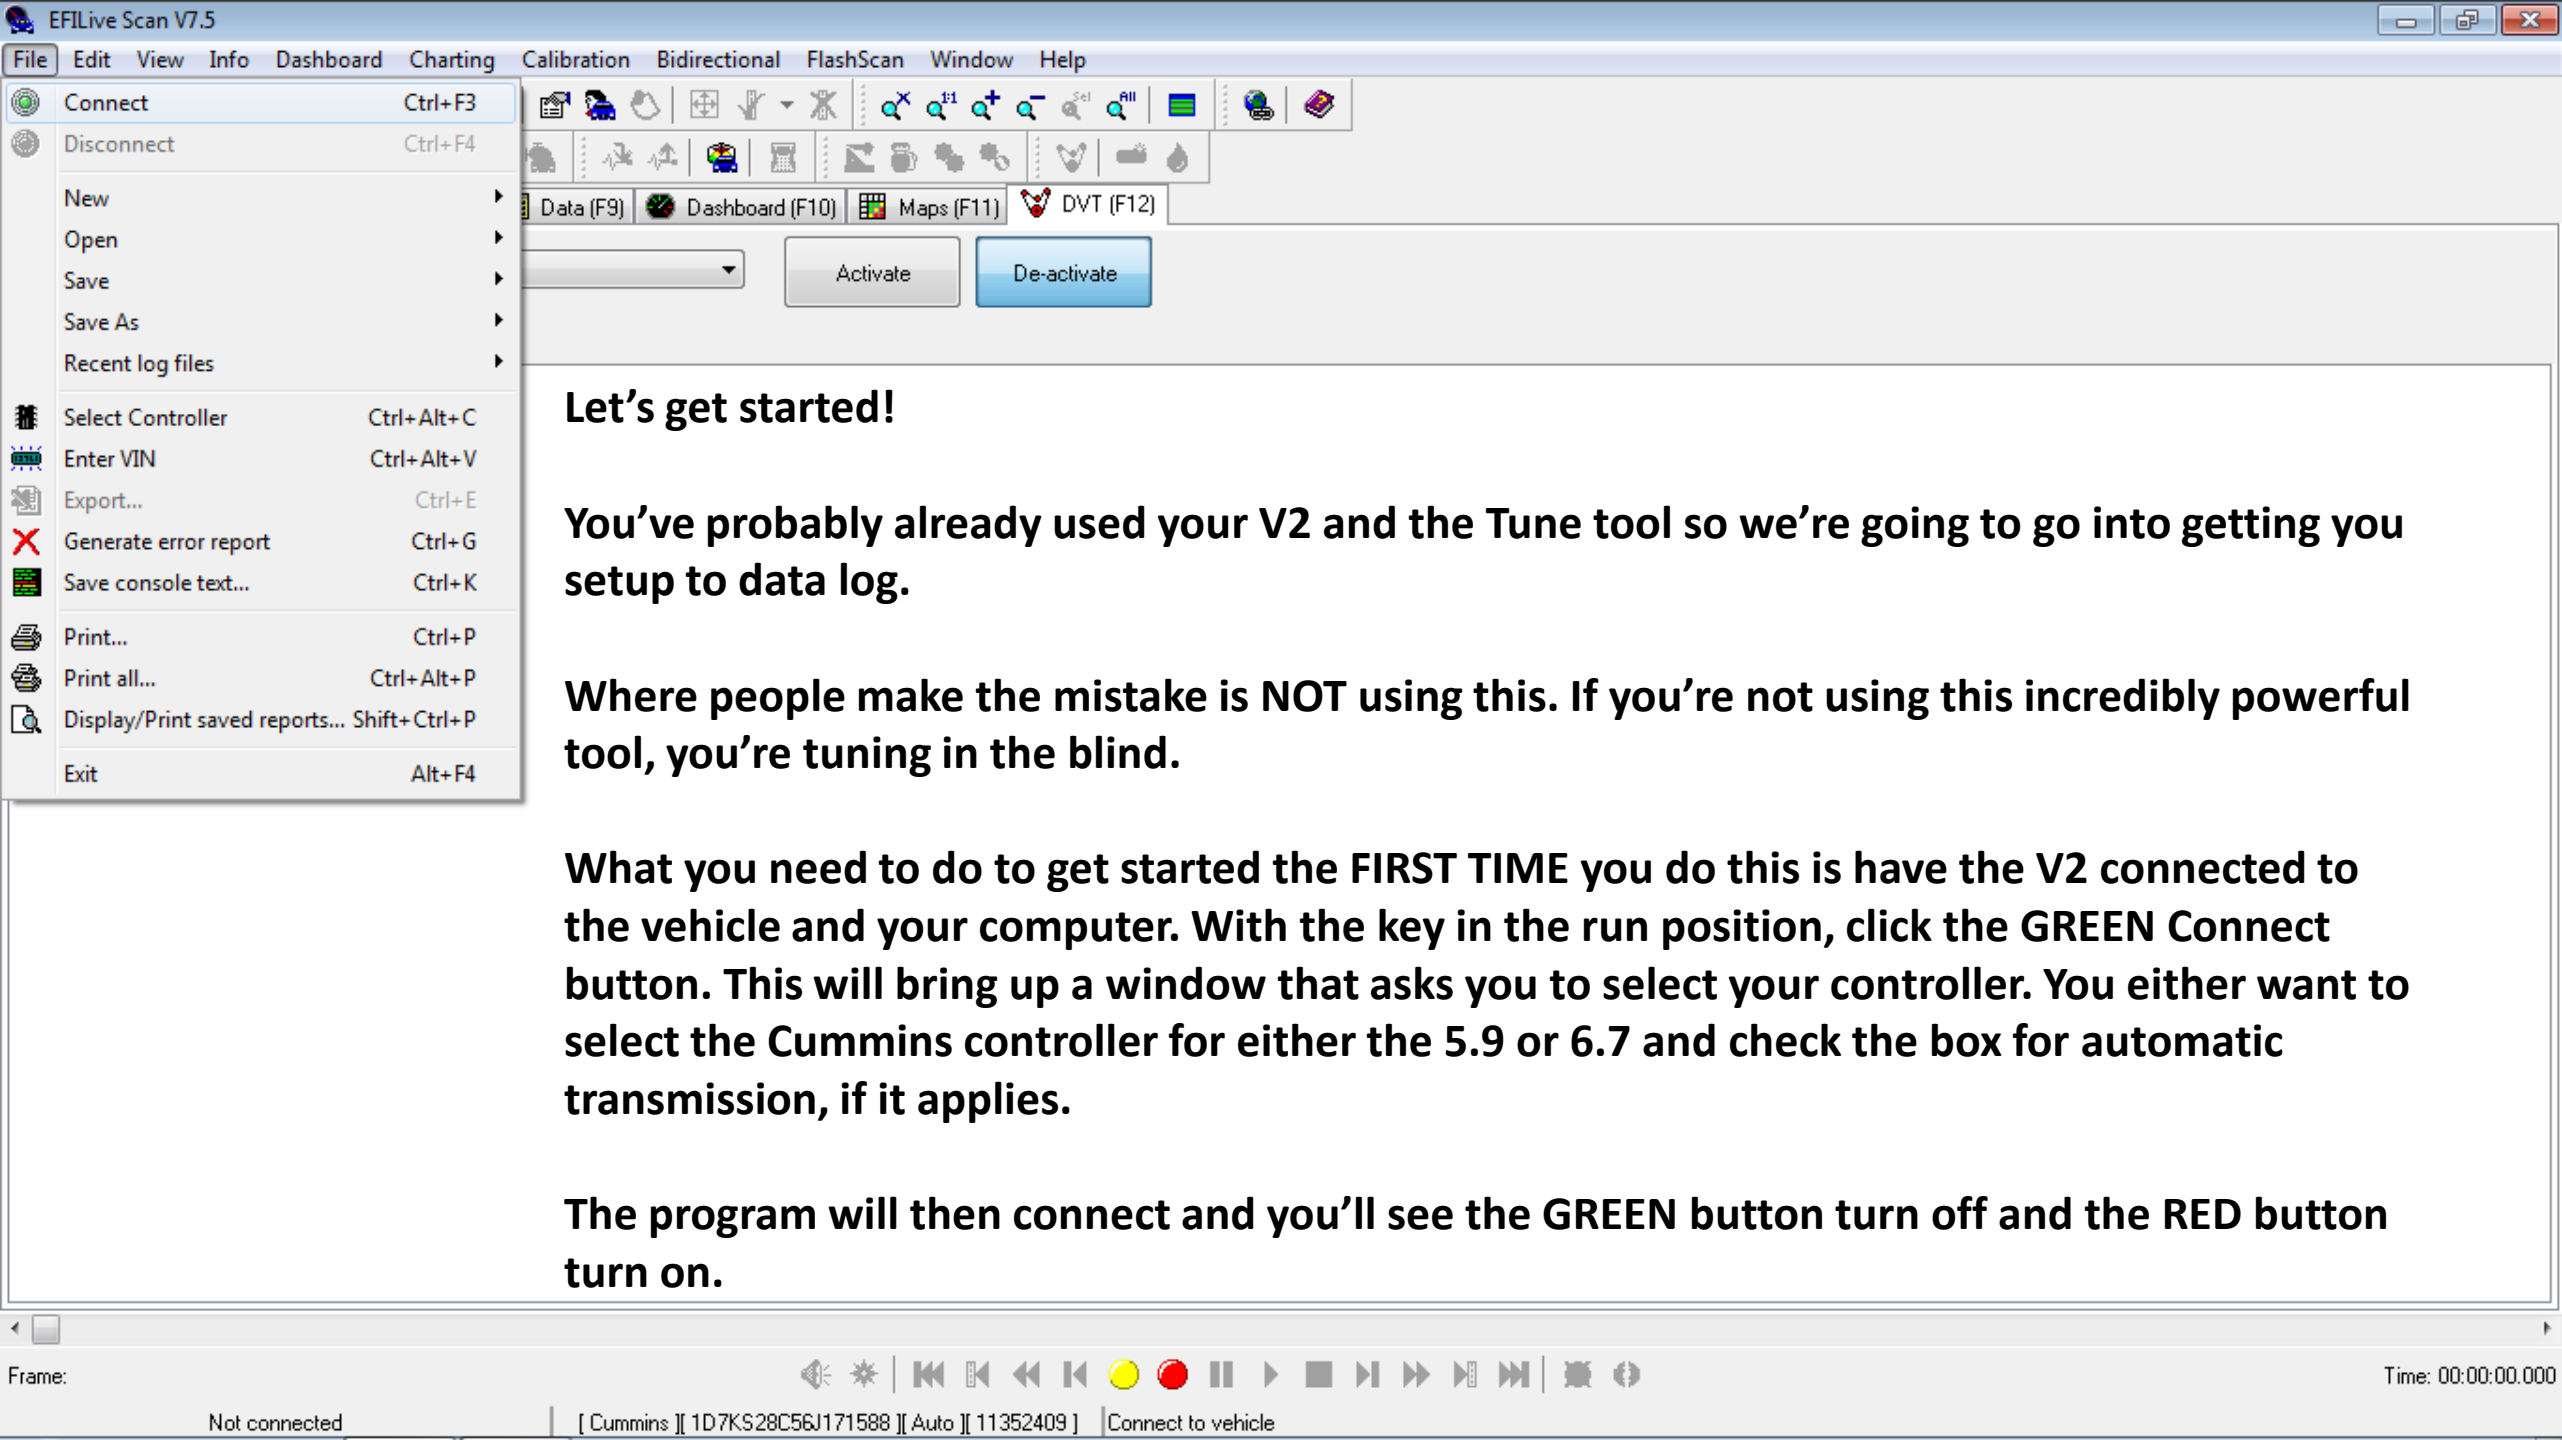 EFILive Scan V7.5
File Edit View Info Dashboard Charting Calibration Bidirectional FlashScan Window Help
Connect Ctrl+F3
Disconnect Ctrl+F4
New
Open
Save
Save As
Recent log files
Select Controller Ctrl+Alt+C
Enter VIN Ctrl+Alt+V
Export... Ctrl+E
Generate error report Ctrl+G
Save console text... Ctrl+K
Print... Ctrl+P
Print all... Ctrl+Alt+P
Display/Print saved reports... Shift+Ctrl+P
Exit Alt+F4
1:1 Sel All
Data (F9) Dashboard (F10) Maps (F11) DVT (F12)
Activate De-activate
Let's get started!
You've probably already used your V2 and the Tune tool so we're going to go into getting you
setup to data log.
Where people make the mistake is NOT using this. If you're not using this incredibly powerful
tool, you're tuning in the blind.
What you need to do to get started the FIRST TIME you do this is have the V2 connected to
the vehicle and your computer. With the key in the run position, click the GREEN Connect
button. This will bring up a window that asks you to select your controller. You either want to
select the Cummins controller for either the 5.9 or 6.7 and check the box for automatic
transmission, if it applies.
The program will then connect and you'll see the GREEN button turn off and the RED button
turn on.
Frame: Time: 00:00:00.000
Not connected [ Cummins ][ 1D7KS28C56J171588 ][ Auto ][ 11352409 ] Connect to vehicle